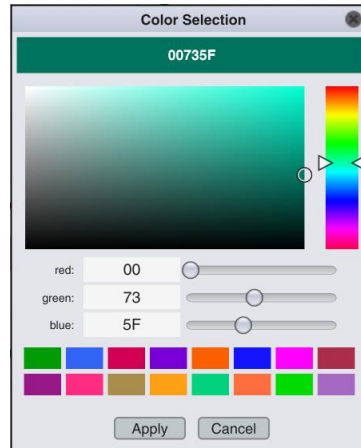 Color Selection
00735F
red: 00
green: 73
blue: 5F
Apply Cancel